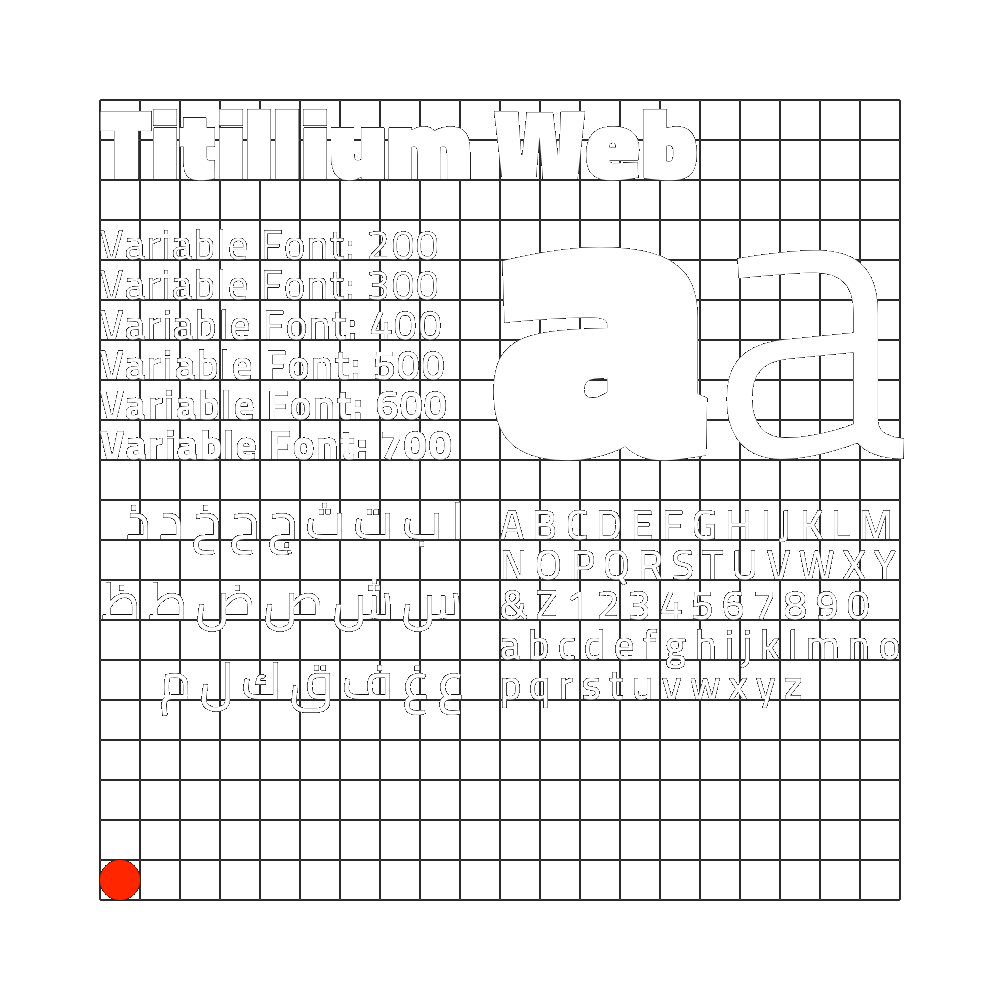 Titillium Web
Variable Font: 200
Variable Font: 300
Variable Font: 400
Variable Font: 500
Variable Font: 600
Variable Font: 700
a a
ا ب ت ث ج ح خ د ذ
س ش ص ض ط ظ
ع غ ف ق ك ل م
A B C D E F G H I J K L M
N O P Q R S T U V W X Y
& Z 1 2 3 4 5 6 7 8 9 0
a b c d e f g h i j k l m n o
p q r s t u v w x y z